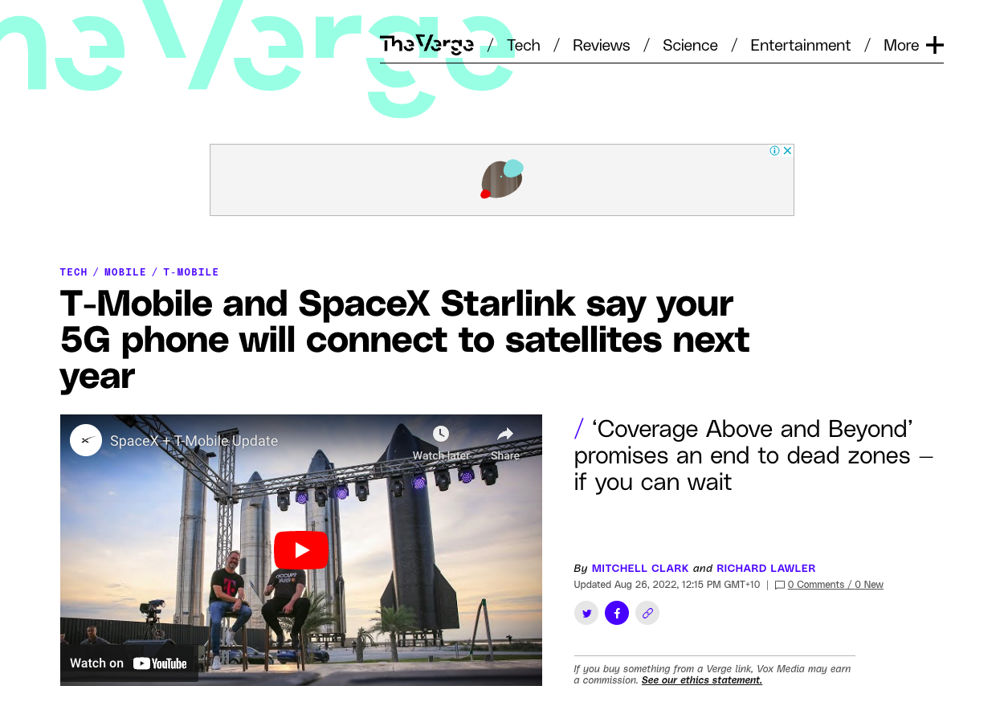 The Verge
The Verge / Tech / Reviews / Science / Entertainment / More
TECH / MOBILE / T-MOBILE
T-Mobile and SpaceX Starlink say your
5G phone will connect to satellites next
year
SpaceX + T-Mobile Update
Watch later
Share
OCCUPY
MARS
T
Watch on YouTube
/ ‘Coverage Above and Beyond’
promises an end to dead zones —
if you can wait
By MITCHELL CLARK and RICHARD LAWLER
Updated Aug 26, 2022, 12:15 PM GMT+10 | 0 Comments / 0 New
If you buy something from a Verge link, Vox Media may earn
a commission. See our ethics statement.